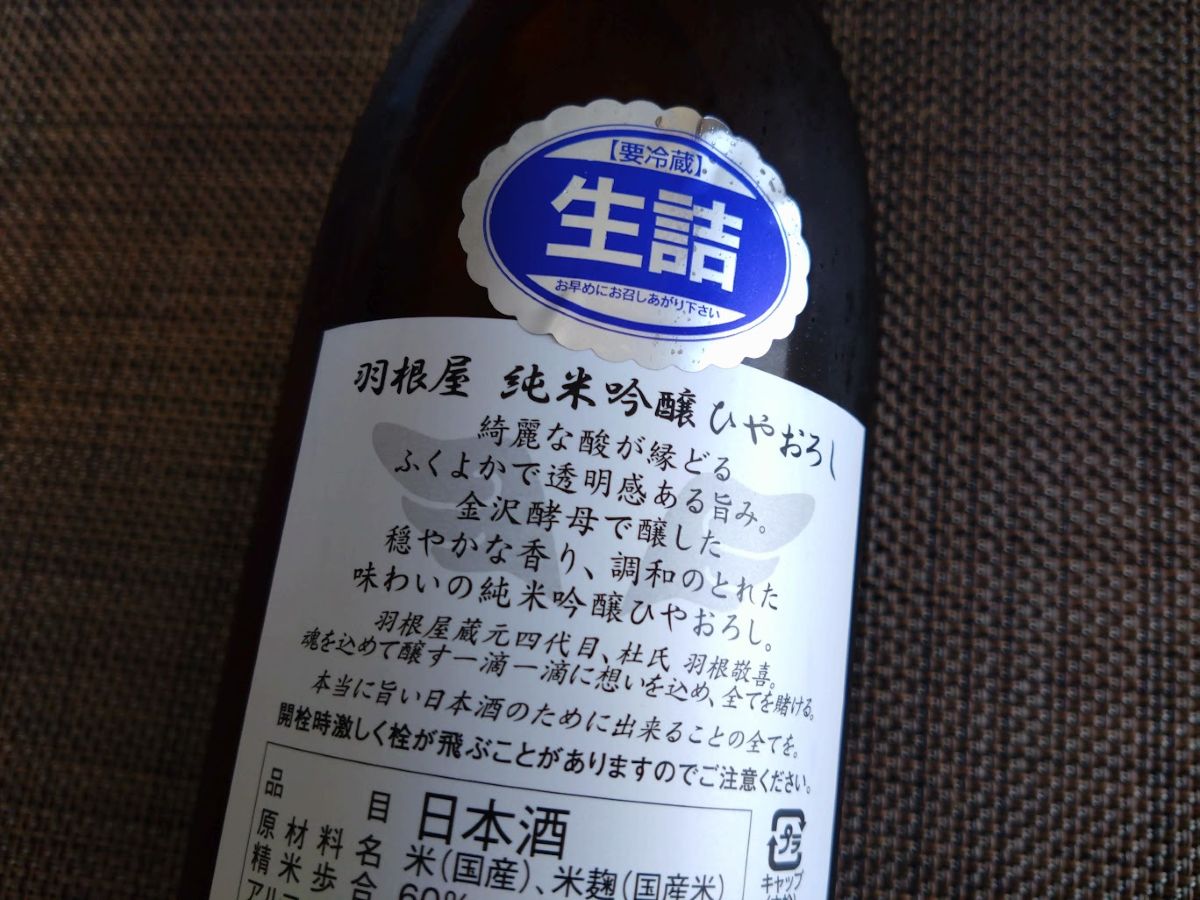 【要冷蔵】
生詰
お早めにお召しあがり下さい
羽根屋 純米吟醸 ひやおろし
綺麗な酸が縁どる
ふくよかで透明感ある旨み。
金沢酵母で醸した
穏やかな香り、調和のとれた
味わいの純米吟醸ひやおろし。
羽根屋蔵元四代目、杜氏 羽根敬喜。
魂を込めて醸す一滴一滴に想いを込め、全てを賭ける。
本当に旨い日本酒のために出来ることの全てを。
開栓時激しく栓が飛ぶことがありますのでご注意ください。
品目 日本酒
原材料名 米(国産)、米麹(国産米)
精米歩合 60%
プラ
キャップ